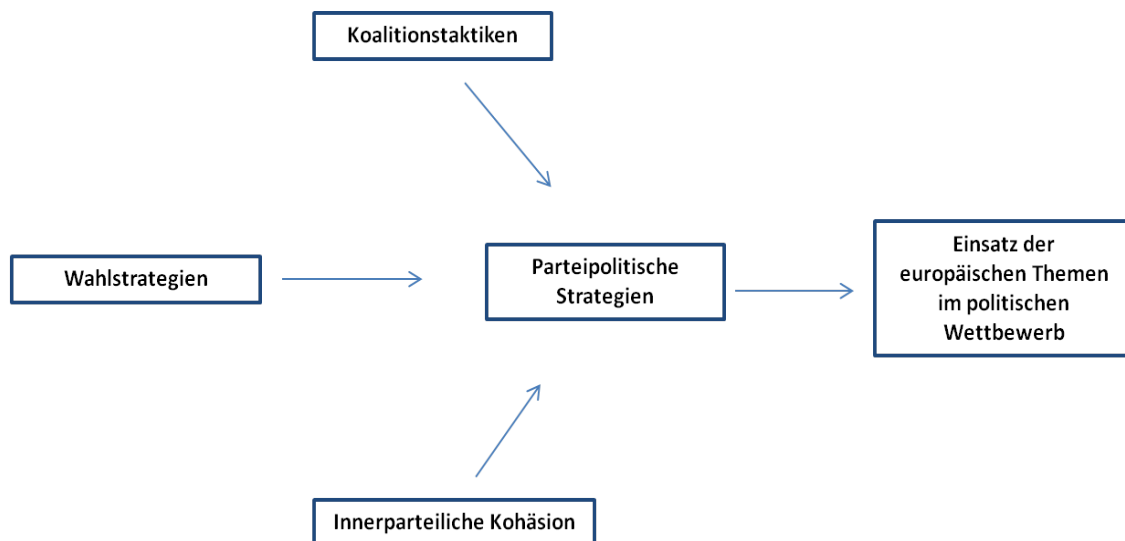 Koalitionstaktiken
Wahlstrategien
Parteipolitische
Strategien
Einsatz der
europäischen Themen
im politischen
Wettbewerb
Innerparteiliche Kohäsion